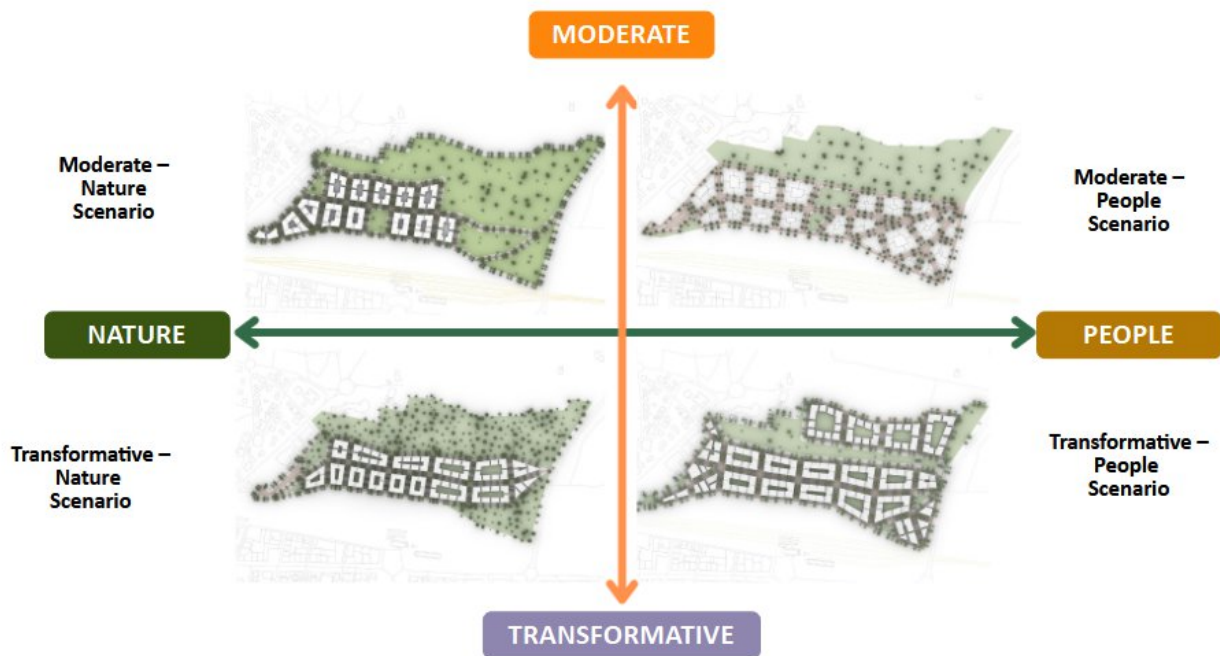 MODERATE
Moderate –
Nature
Scenario
Moderate –
People
Scenario
NATURE
PEOPLE
Transformative –
Nature
Scenario
Transformative –
People
Scenario
TRANSFORMATIVE